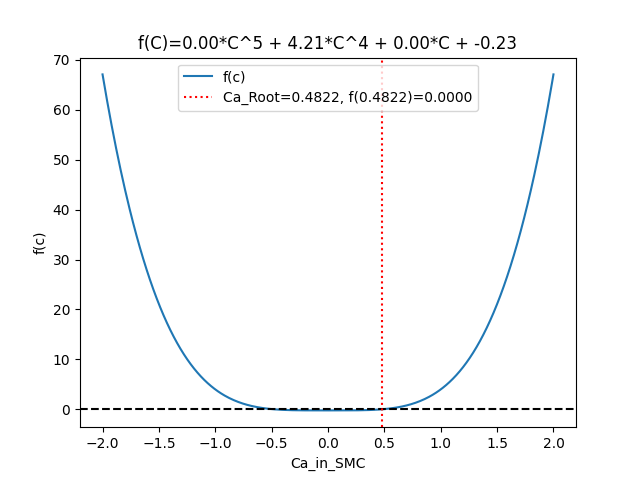 f(C)=0.00*C^5 + 4.21*C^4 + 0.00*C + -0.23
f(c)
Ca_Root=0.4822, f(0.4822)=0.0000
70
60
50
40
30
20
10
0
f(c)
−2.0 −1.5 −1.0 −0.5 0.0 0.5 1.0 1.5 2.0
Ca_in_SMC